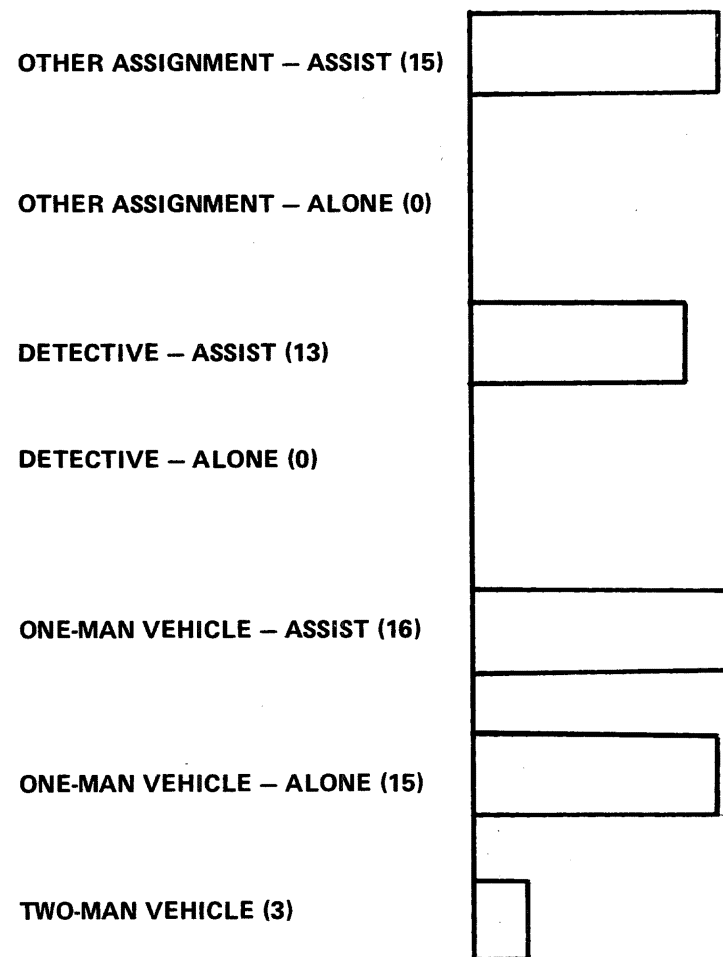 OTHER ASSIGNMENT — ASSIST (15)
OTHER ASSIGNMENT — ALONE (0)
DETECTIVE — ASSIST (13)
DETECTIVE — ALONE (0)
ONE-MAN VEHICLE — ASSIST (16)
ONE-MAN VEHICLE — ALONE (15)
TWO-MAN VEHICLE (3)